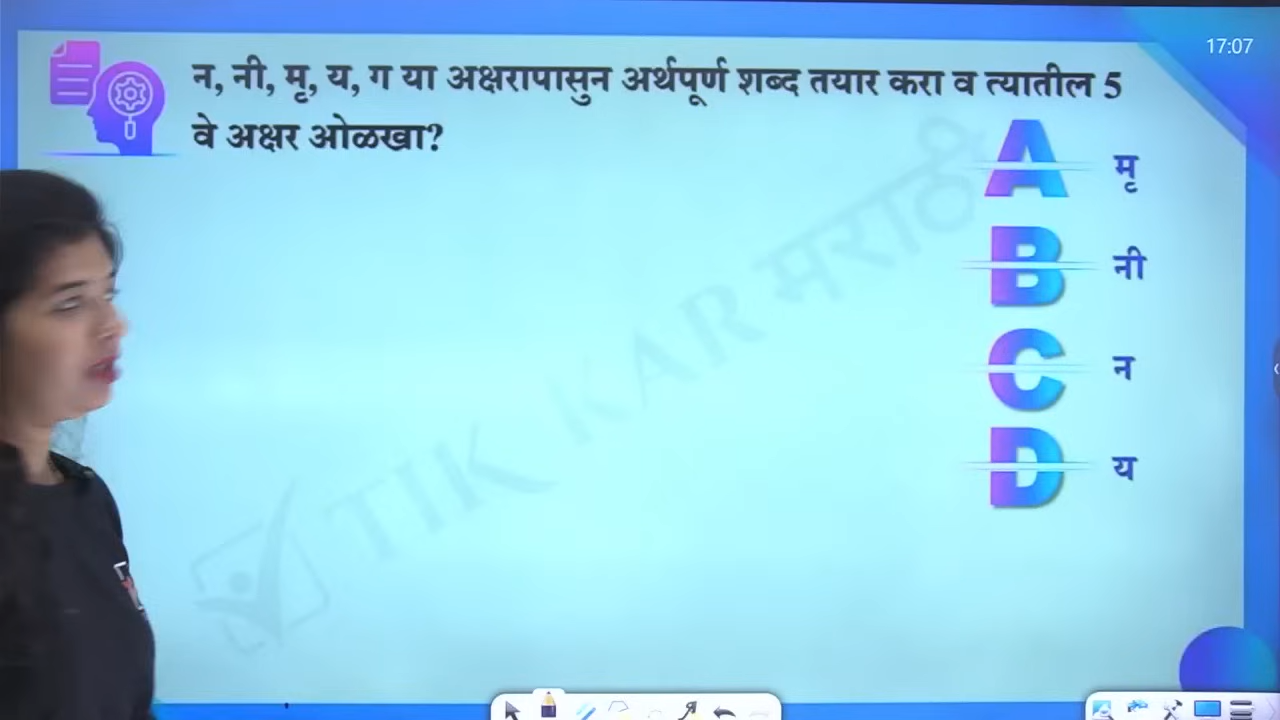 17:07
न, नी, मृ, य, ग या अक्षरापासुन अर्थपूर्ण शब्द तयार करा व त्यातील 5
वे अक्षर ओळखा?
A मृ
B नी
C न
D य
TIK KAR मराठी